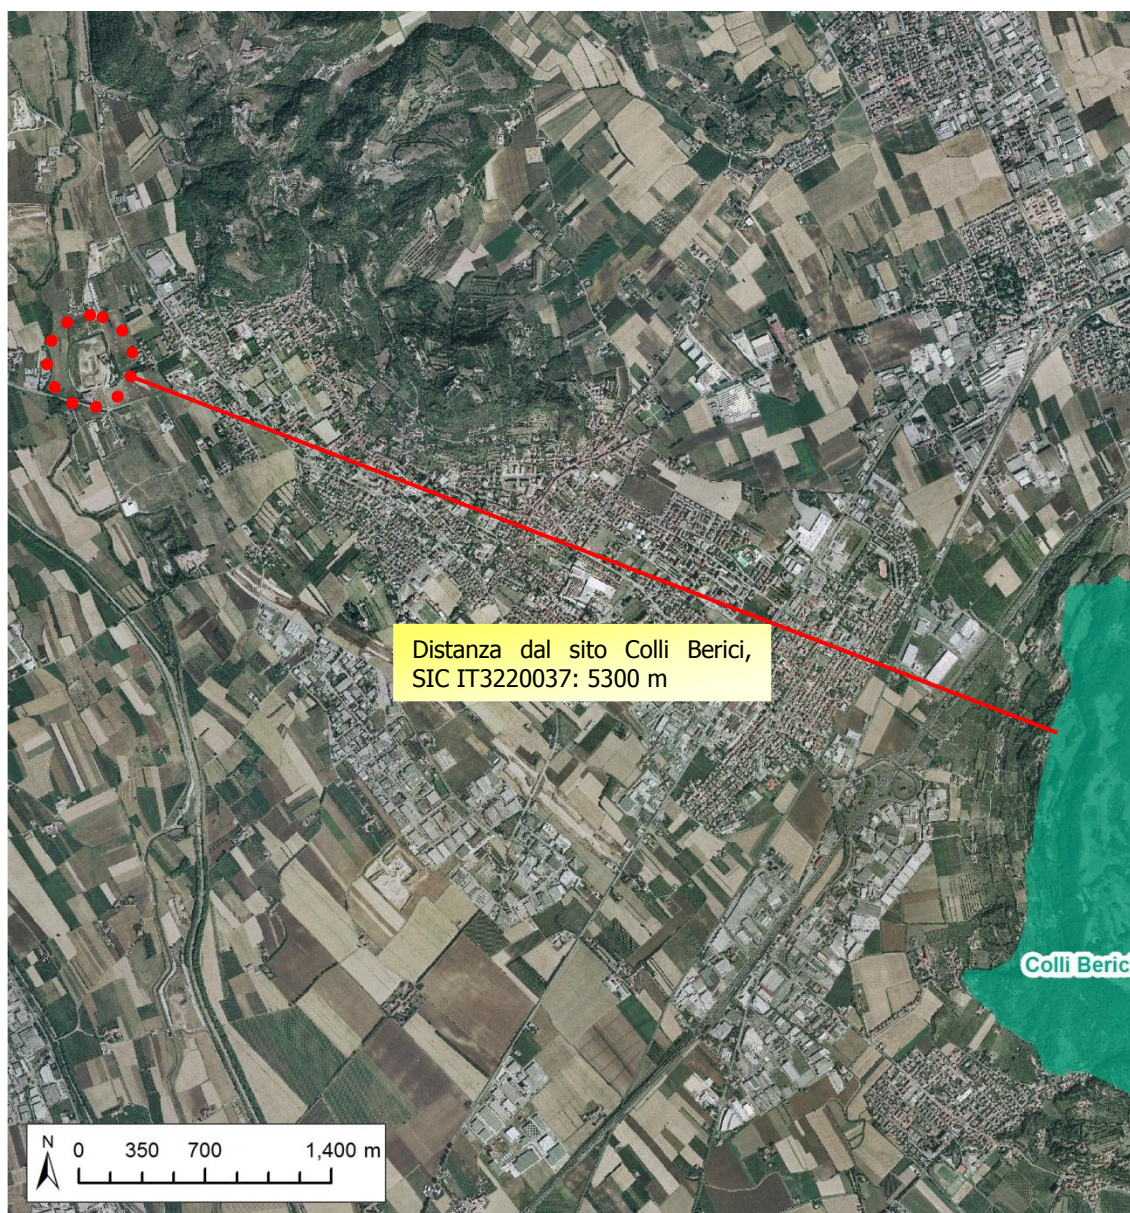 Distanza dal sito Colli Berici,
SIC IT3220037: 5300 m
Colli Beric
N
0 350 700 1,400 m